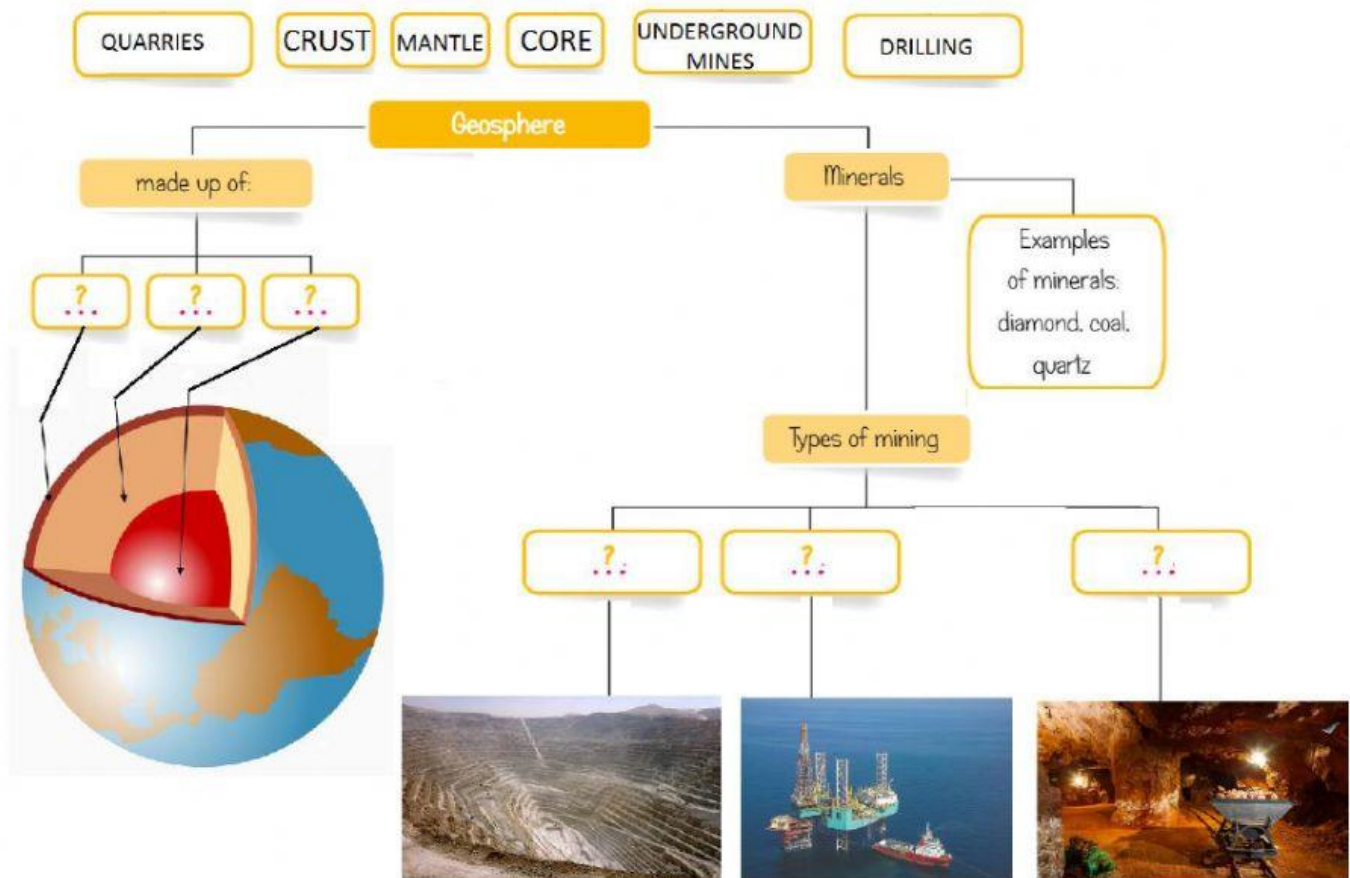 QUARRIES
CRUST
MANTLE
CORE
UNDERGROUND
MINES
DRILLING
Geosphere
made up of:
Minerals
Examples
of minerals:
diamond, coal,
quartz
?
...
?
...
?
...
Types of mining
?
...
?
...
?
...